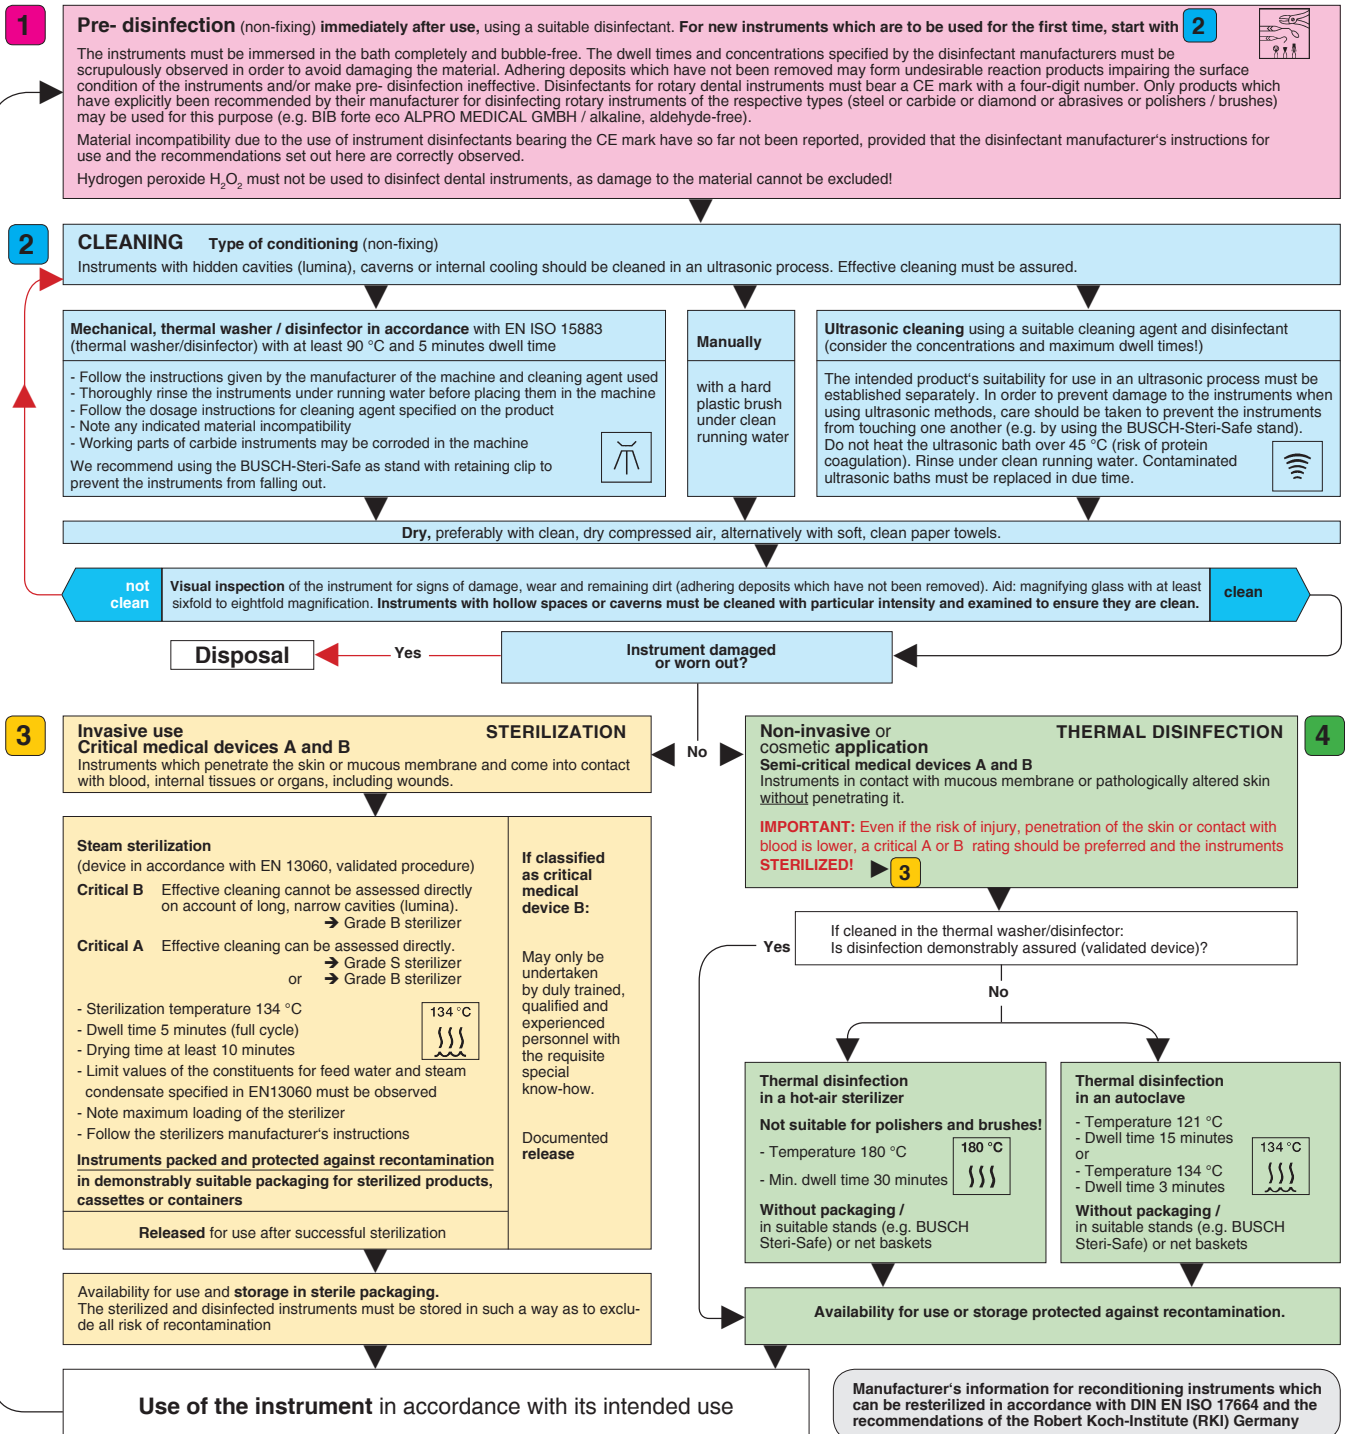 1
Pre- disinfection (non-fixing) immediately after use, using a suitable disinfectant. For new instruments which are to be used for the first time, start with 2
The instruments must be immersed in the bath completely and bubble-free. The dwell times and concentrations specified by the disinfectant manufacturers must be
scrupulously observed in order to avoid damaging the material. Adhering deposits which have not been removed may form undesirable reaction products impairing the surface
condition of the instruments and/or make pre- disinfection ineffective. Disinfectants for rotary dental instruments must bear a CE mark with a four-digit number. Only products which
have explicitly been recommended by their manufacturer for disinfecting rotary instruments of the respective types (steel or carbide or diamond or abrasives or polishers / brushes)
may be used for this purpose (e.g. BIB forte eco ALPRO MEDICAL GMBH / alkaline, aldehyde-free).
Material incompatibility due to the use of instrument disinfectants bearing the CE mark have so far not been reported, provided that the disinfectant manufacturer‘s instructions for
use and the recommendations set out here are correctly observed.
Hydrogen peroxide H₂O₂ must not be used to disinfect dental instruments, as damage to the material cannot be excluded!
2
CLEANING Type of conditioning (non-fixing)
Instruments with hidden cavities (lumina), caverns or internal cooling should be cleaned in an ultrasonic process. Effective cleaning must be assured.
Mechanical, thermal washer / disinfector in accordance with EN ISO 15883
(thermal washer/disinfector) with at least 90 °C and 5 minutes dwell time
- Follow the instructions given by the manufacturer of the machine and cleaning agent used
- Thoroughly rinse the instruments under running water before placing them in the machine
- Follow the dosage instructions for cleaning agent specified on the product
- Note any indicated material incompatibility
- Working parts of carbide instruments may be corroded in the machine
We recommend using the BUSCH-Steri-Safe as stand with retaining clip to
prevent the instruments from falling out.
Manually
with a hard
plastic brush
under clean
running water
Ultrasonic cleaning using a suitable cleaning agent and disinfectant
(consider the concentrations and maximum dwell times!)
The intended product‘s suitability for use in an ultrasonic process must be
established separately. In order to prevent damage to the instruments when
using ultrasonic methods, care should be taken to prevent the instruments
from touching one another (e.g. by using the BUSCH-Steri-Safe stand).
Do not heat the ultrasonic bath over 45 °C (risk of protein
coagulation). Rinse under clean running water. Contaminated
ultrasonic baths must be replaced in due time.
Dry, preferably with clean, dry compressed air, alternatively with soft, clean paper towels.
not
clean
Visual inspection of the instrument for signs of damage, wear and remaining dirt (adhering deposits which have not been removed). Aid: magnifying glass with at least
sixfold to eightfold magnification. Instruments with hollow spaces or caverns must be cleaned with particular intensity and examined to ensure they are clean.
clean
Disposal
Yes
Instrument damaged
or worn out?
No
3
Invasive use STERILIZATION
Critical medical devices A and B
Instruments which penetrate the skin or mucous membrane and come into contact
with blood, internal tissues or organs, including wounds.
Steam sterilization
(device in accordance with EN 13060, validated procedure)
Critical B Effective cleaning cannot be assessed directly
on account of long, narrow cavities (lumina).
➔ Grade B sterilizer
Critical A Effective cleaning can be assessed directly.
➔ Grade S sterilizer
or ➔ Grade B sterilizer
- Sterilization temperature 134 °C
- Dwell time 5 minutes (full cycle)
- Drying time at least 10 minutes
- Limit values of the constituents for feed water and steam
condensate specified in EN13060 must be observed
- Note maximum loading of the sterilizer
- Follow the sterilizers manufacturer‘s instructions
134 °C
Instruments packed and protected against recontamination
in demonstrably suitable packaging for sterilized products,
cassettes or containers
Released for use after successful sterilization
If classified
as critical
medical
device B:
May only be
undertaken
by duly trained,
qualified and
experienced
personnel with
the requisite
special
know-how.
Documented
release
Availability for use and storage in sterile packaging.
The sterilized and disinfected instruments must be stored in such a way as to exclu-
de all risk of recontamination
4
Non-invasive or THERMAL DISINFECTION
cosmetic application
Semi-critical medical devices A and B
Instruments in contact with mucous membrane or pathologically altered skin
without penetrating it.
IMPORTANT: Even if the risk of injury, penetration of the skin or contact with
blood is lower, a critical A or B rating should be preferred and the instruments
STERILIZED! 3
Yes
If cleaned in the thermal washer/disinfector:
Is disinfection demonstrably assured (validated device)?
No
Thermal disinfection
in a hot-air sterilizer
Not suitable for polishers and brushes!
- Temperature 180 °C
- Min. dwell time 30 minutes
180 °C
Without packaging /
in suitable stands (e.g. BUSCH
Steri-Safe) or net baskets
Thermal disinfection
in an autoclave
- Temperature 121 °C
- Dwell time 15 minutes
or
- Temperature 134 °C
- Dwell time 3 minutes
134 °C
Without packaging /
in suitable stands (e.g. BUSCH
Steri-Safe) or net baskets
Availability for use or storage protected against recontamination.
Use of the instrument in accordance with its intended use
Manufacturer‘s information for reconditioning instruments which
can be resterilized in accordance with DIN EN ISO 17664 and the
recommendations of the Robert Koch-Institute (RKI) Germany